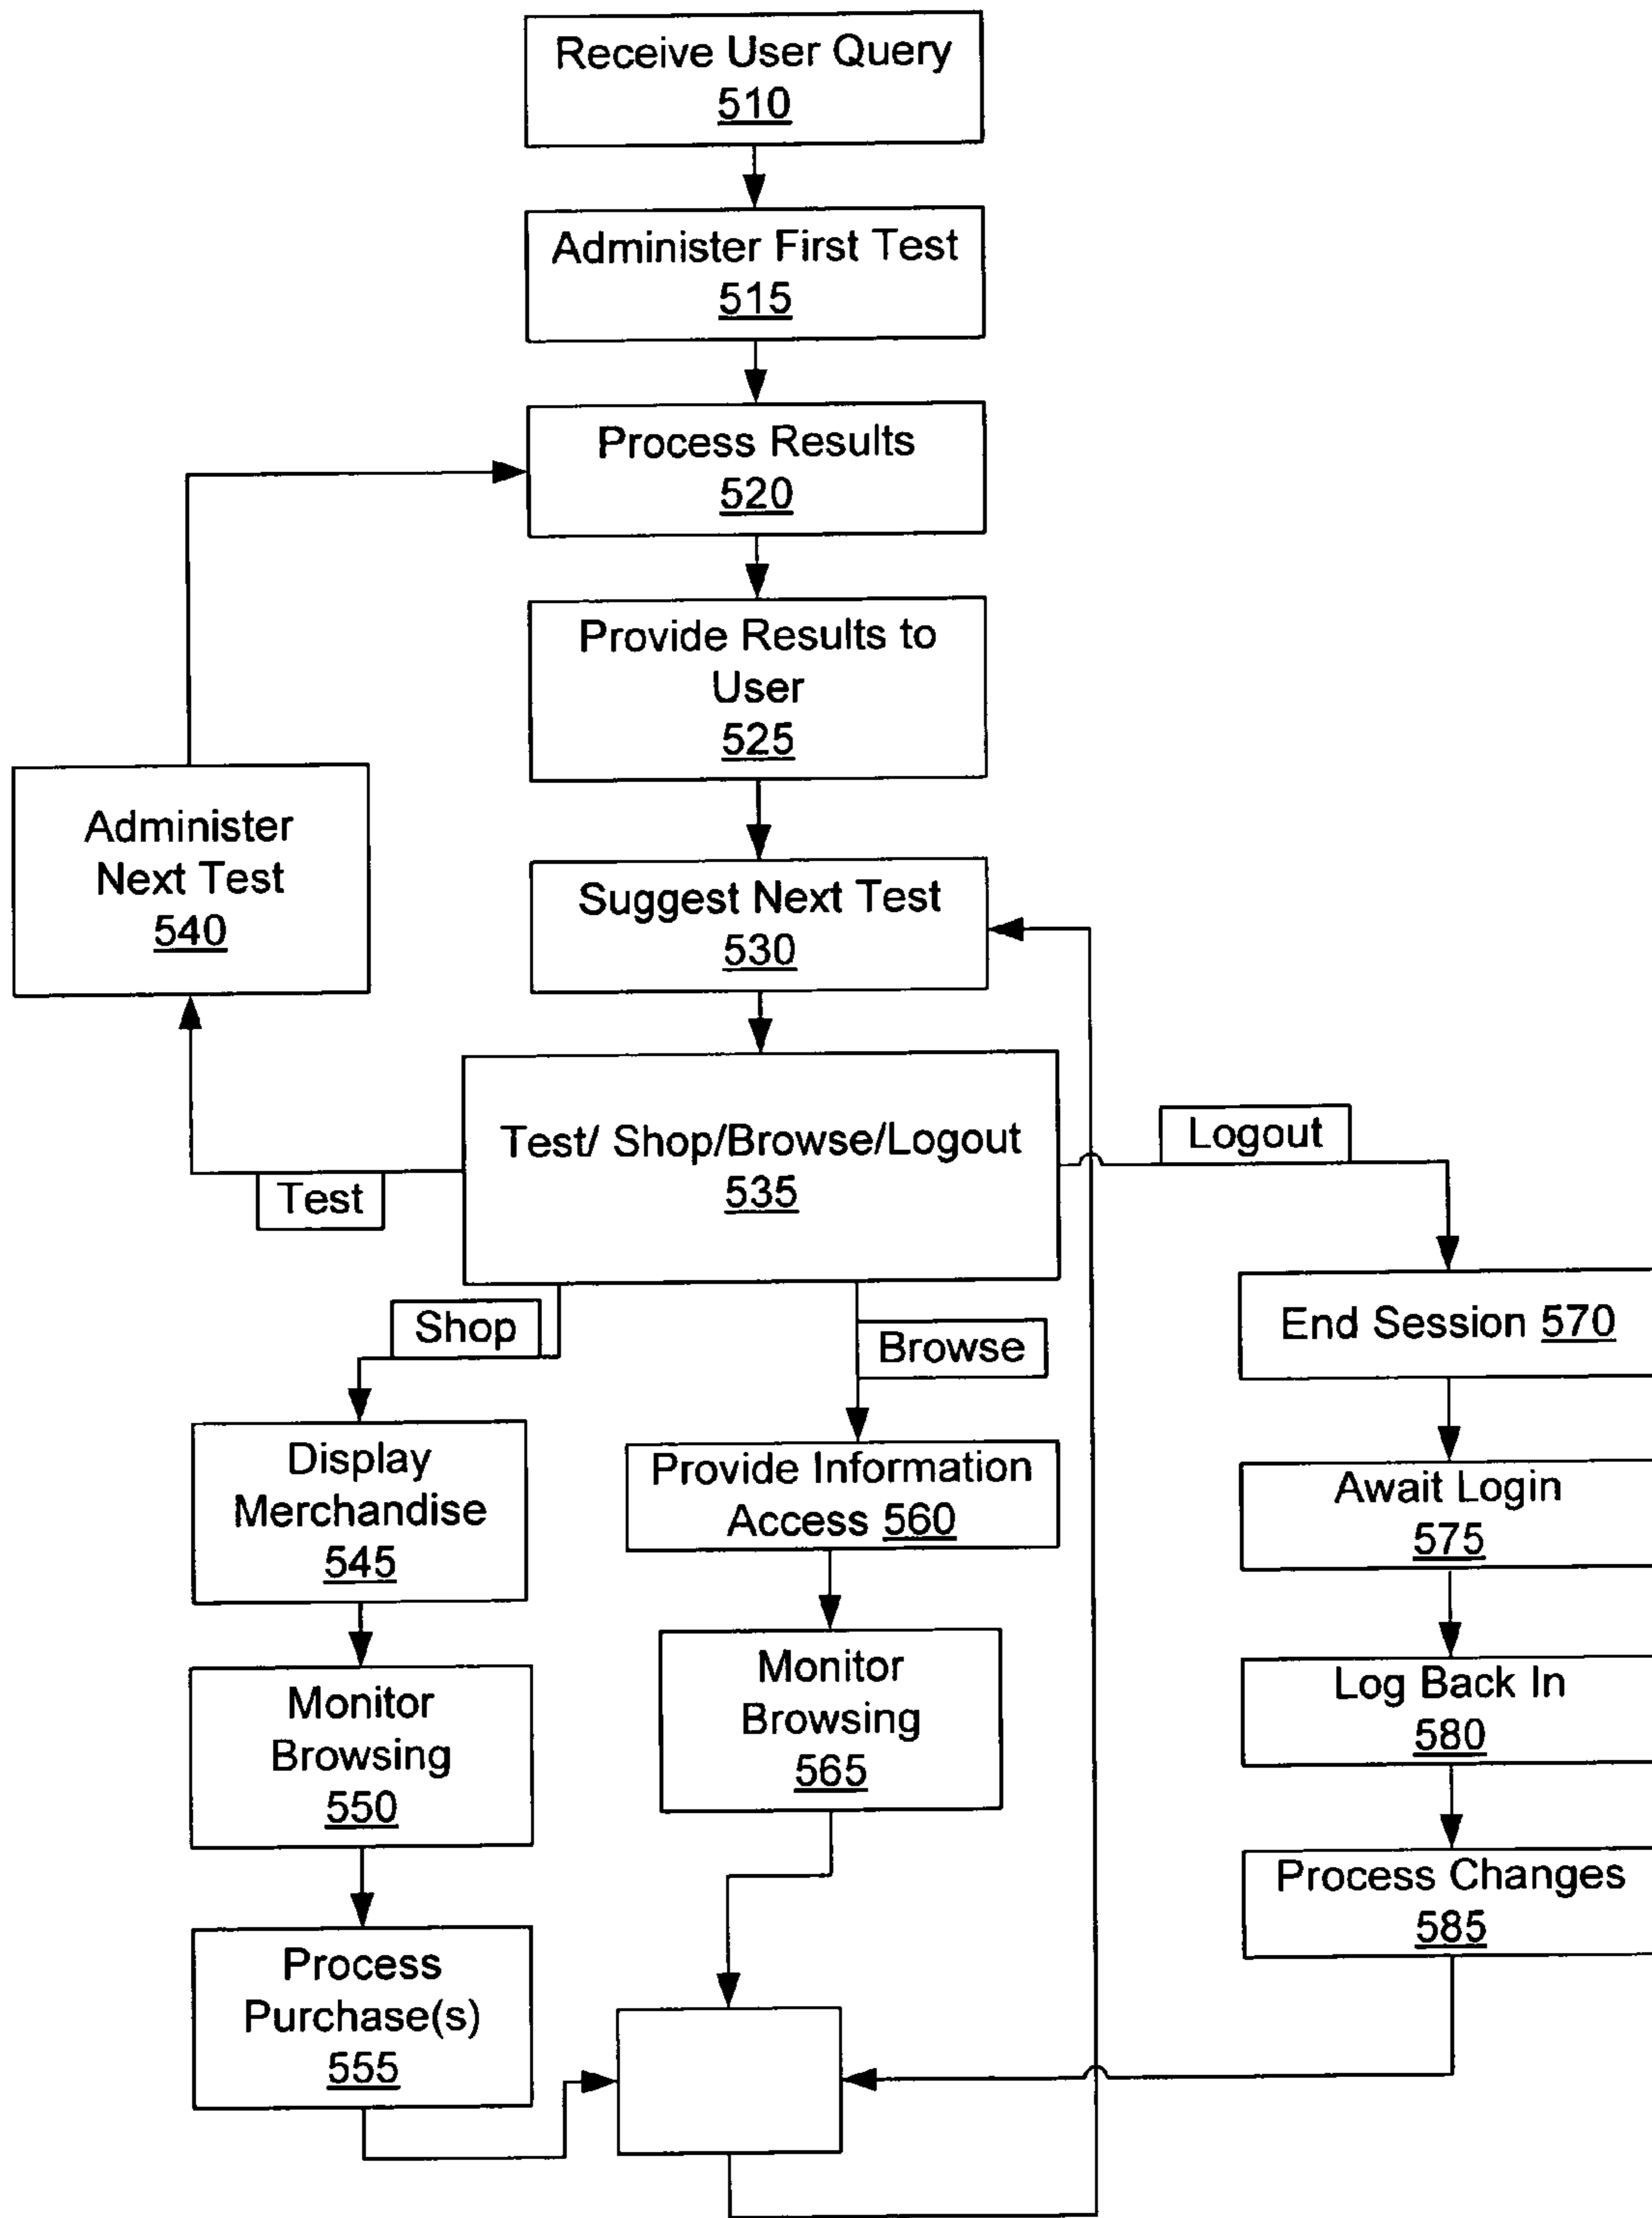 Receive User Query
510
Administer First Test
515
Process Results
520
Provide Results to
User
525
Administer
Next Test
540
Suggest Next Test
530
Test/ Shop/Browse/Logout
535
Logout
Test
Shop
Browse
End Session 570
Display
Merchandise
545
Provide Information
Access 560
Await Login
575
Monitor
Browsing
550
Monitor
Browsing
565
Log Back In
580
Process
Purchase(s)
555
Process Changes
585